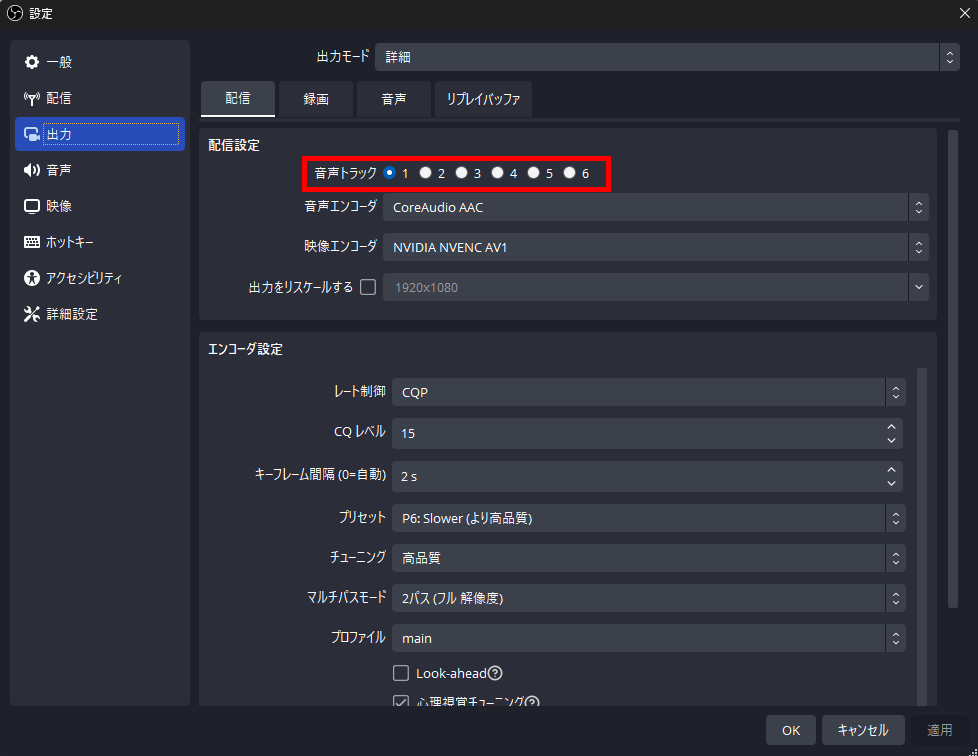 設定
一般
配信
出力
音声
映像
ホットキー
アクセシビリティ
詳細設定
出力モード 詳細
配信 録画 音声 リプレイバッファ
配信設定
音声トラック 1 2 3 4 5 6
音声エンコーダ CoreAudio AAC
映像エンコーダ NVIDIA NVENC AV1
出力をリスケールする 1920x1080
エンコーダ設定
レート制御 CQP
CQ レベル 15
キーフレーム間隔 (0=自動) 2 s
プリセット P6: Slower (より高品質)
チューニング 高品質
マルチパスモード 2パス (フル 解像度)
プロファイル main
Look-ahead
心理視覚チューニング
OK キャンセル 適用